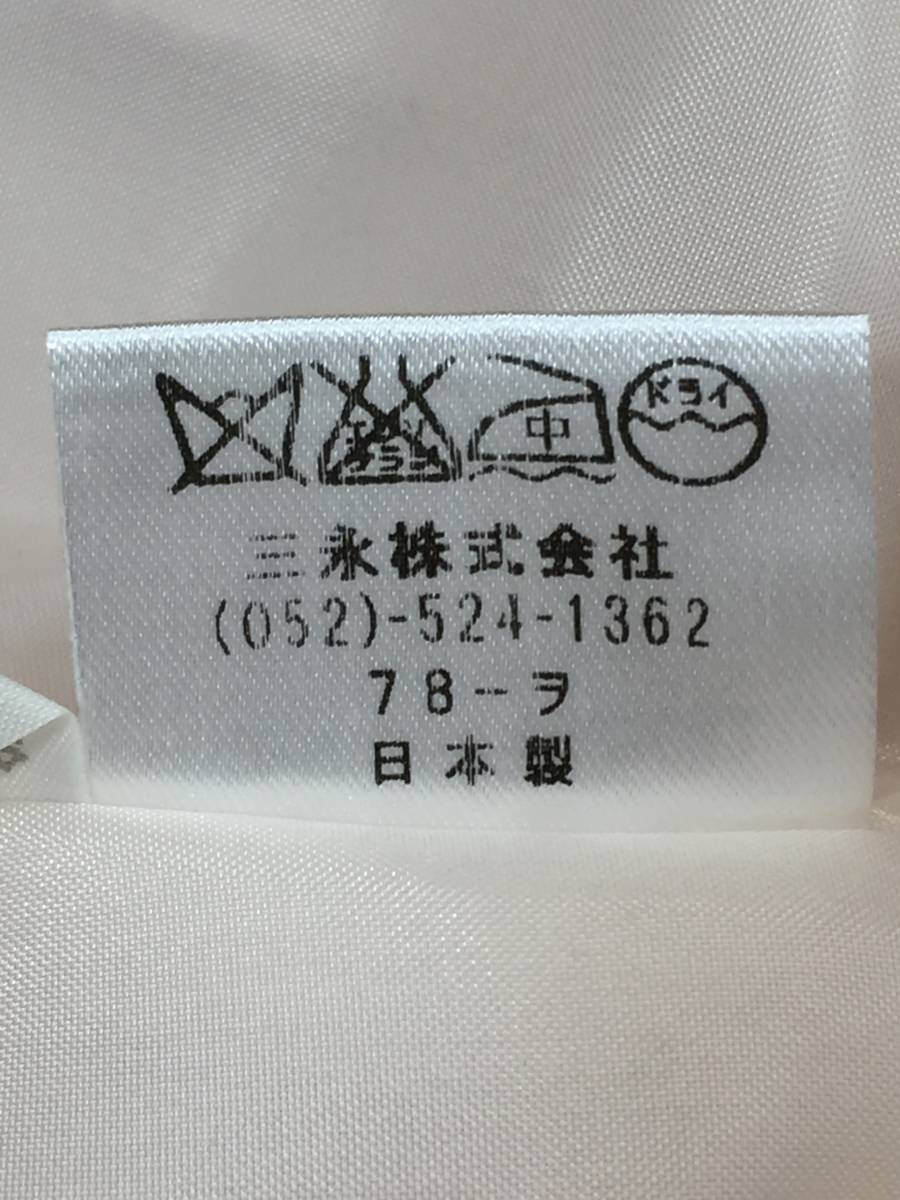 中 ドライ
三永株式会社
(052)-524-1362
78-ヲ
日本製